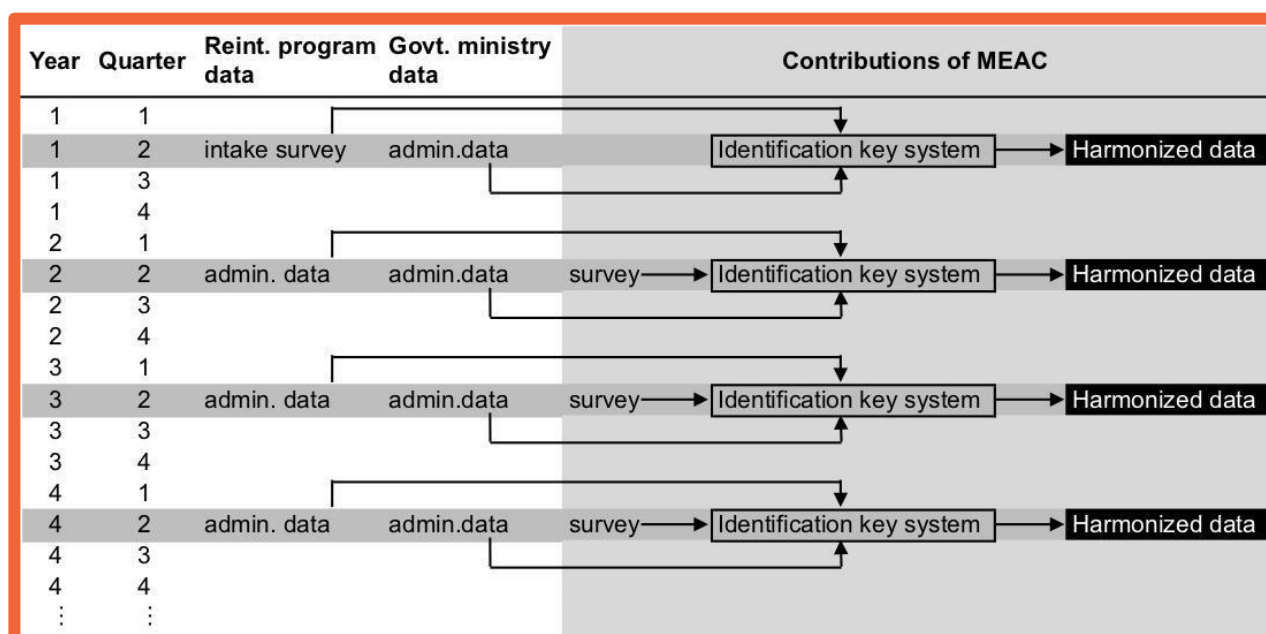 Year Quarter Reint. program data Govt. ministry data Contributions of MEAC
1 1
1 2 intake survey admin.data Identification key system Harmonized data
1 3
1 4
2 1
2 2 admin. data admin.data survey Identification key system Harmonized data
2 3
2 4
3 1
3 2 admin. data admin.data survey Identification key system Harmonized data
3 3
3 4
4 1
4 2 admin. data admin.data survey Identification key system Harmonized data
4 3
4 4
⋮ ⋮